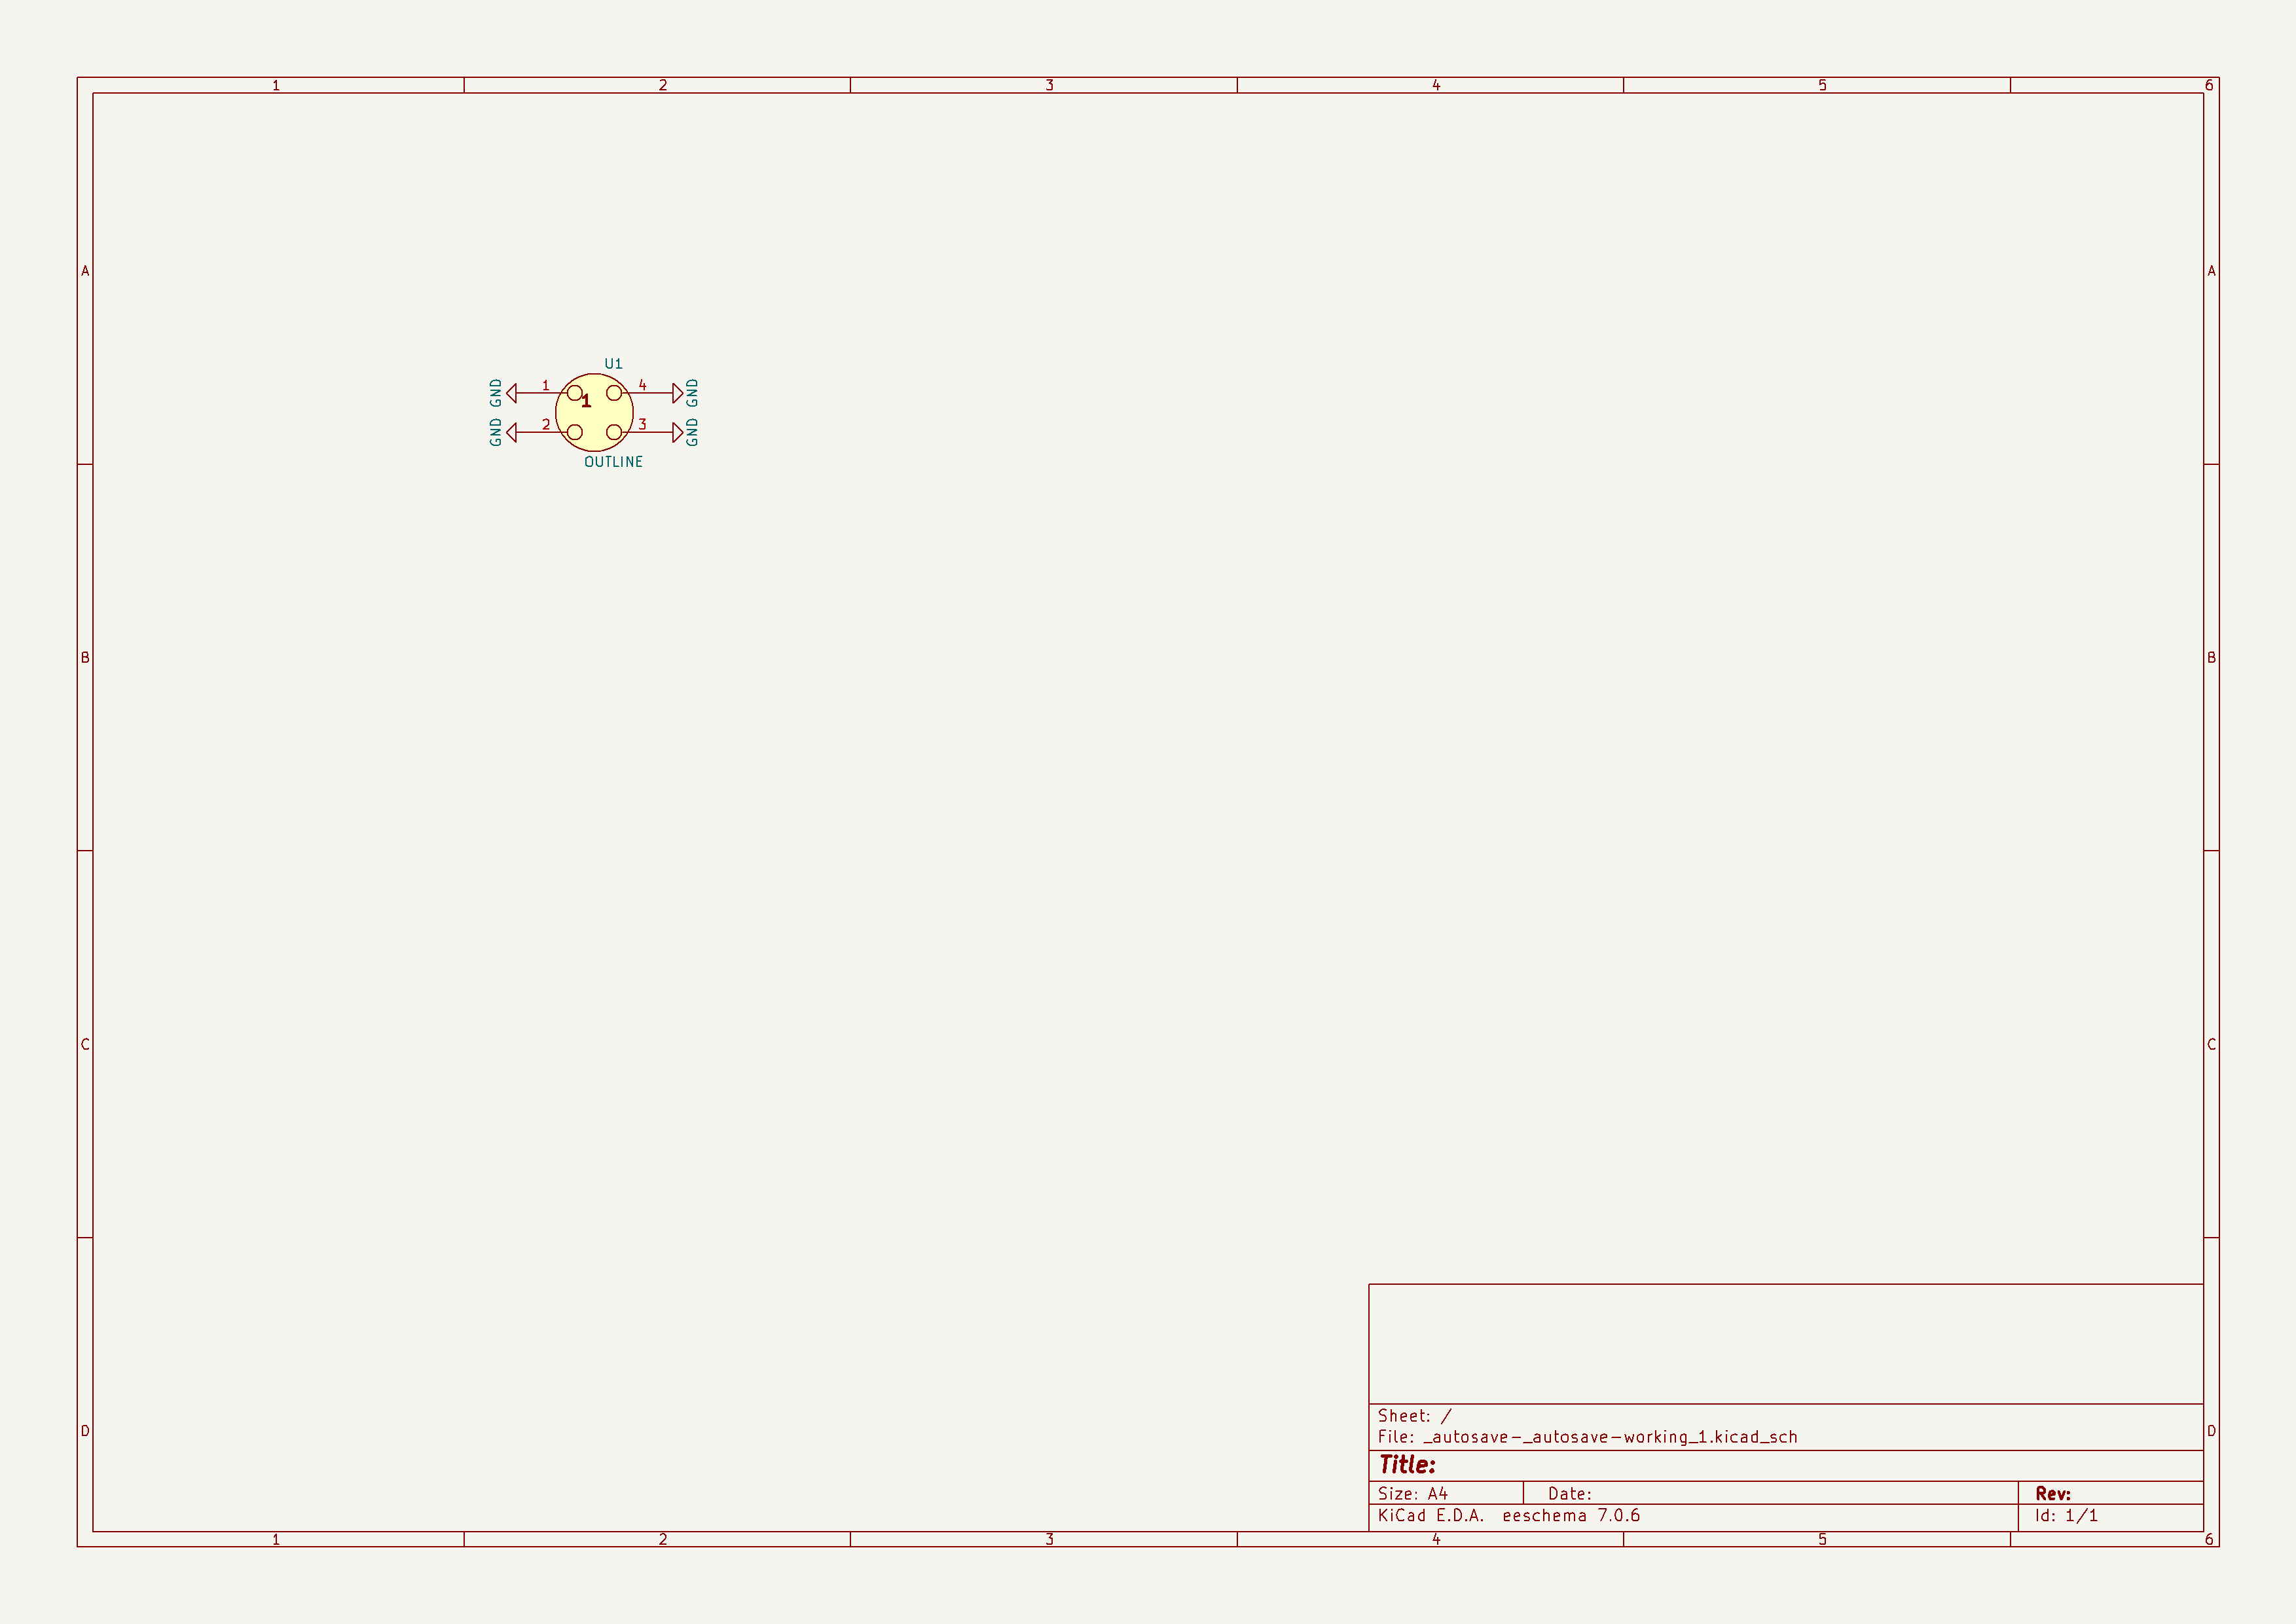 1 2 3 4 5 6
A A
U1
GND 1 4 GND
1
GND 2 3 GND
OUTLINE
B B
C C
Sheet: /
D D
File: _autosave-_autosave-working_1.kicad_sch
Title:
Size: A4 Date: Rev:
KiCad E.D.A. eeschema 7.0.6 Id: 1/1
1 2 3 4 5 6